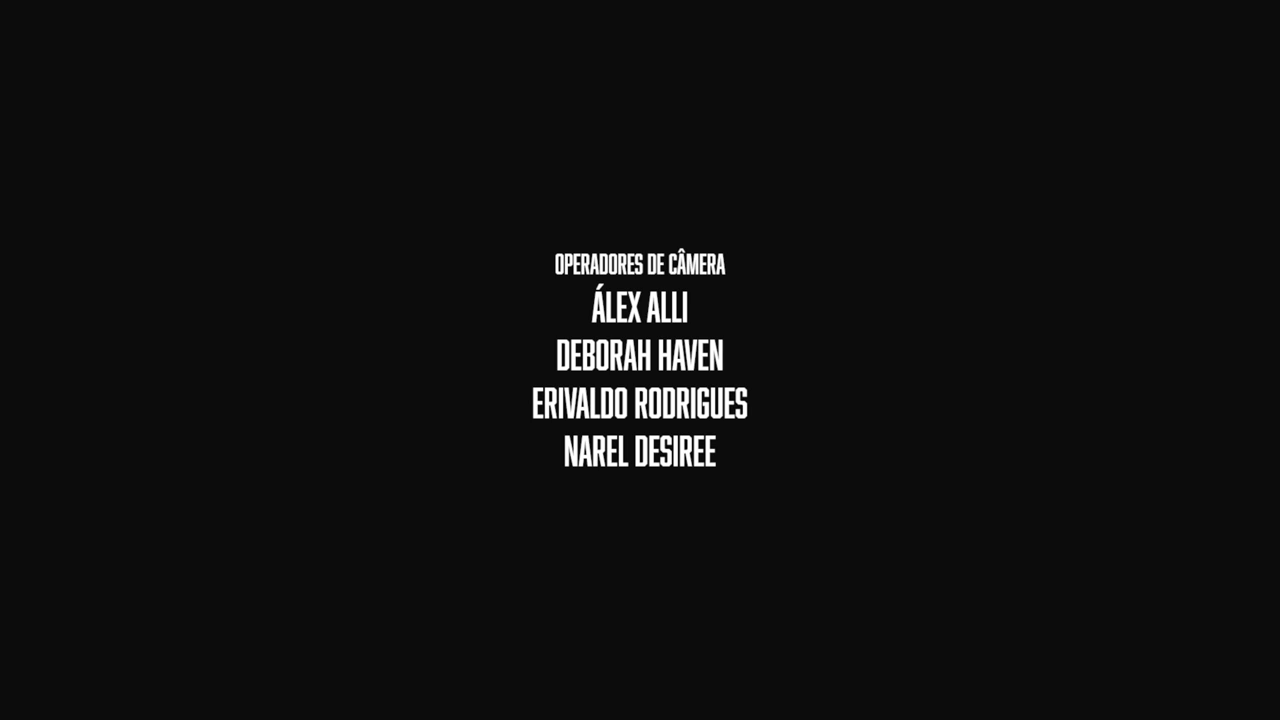 OPERADORES DE CÂMERA
ÁLEX ALLI
DEBORAH HAVEN
ERIVALDO RODRIGUES
NAREL DESIREE